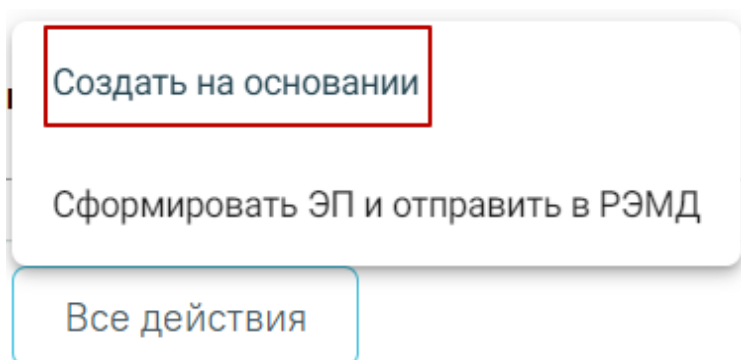 Создать на основании
Сформировать ЭП и отправить в РЭМД
Все действия